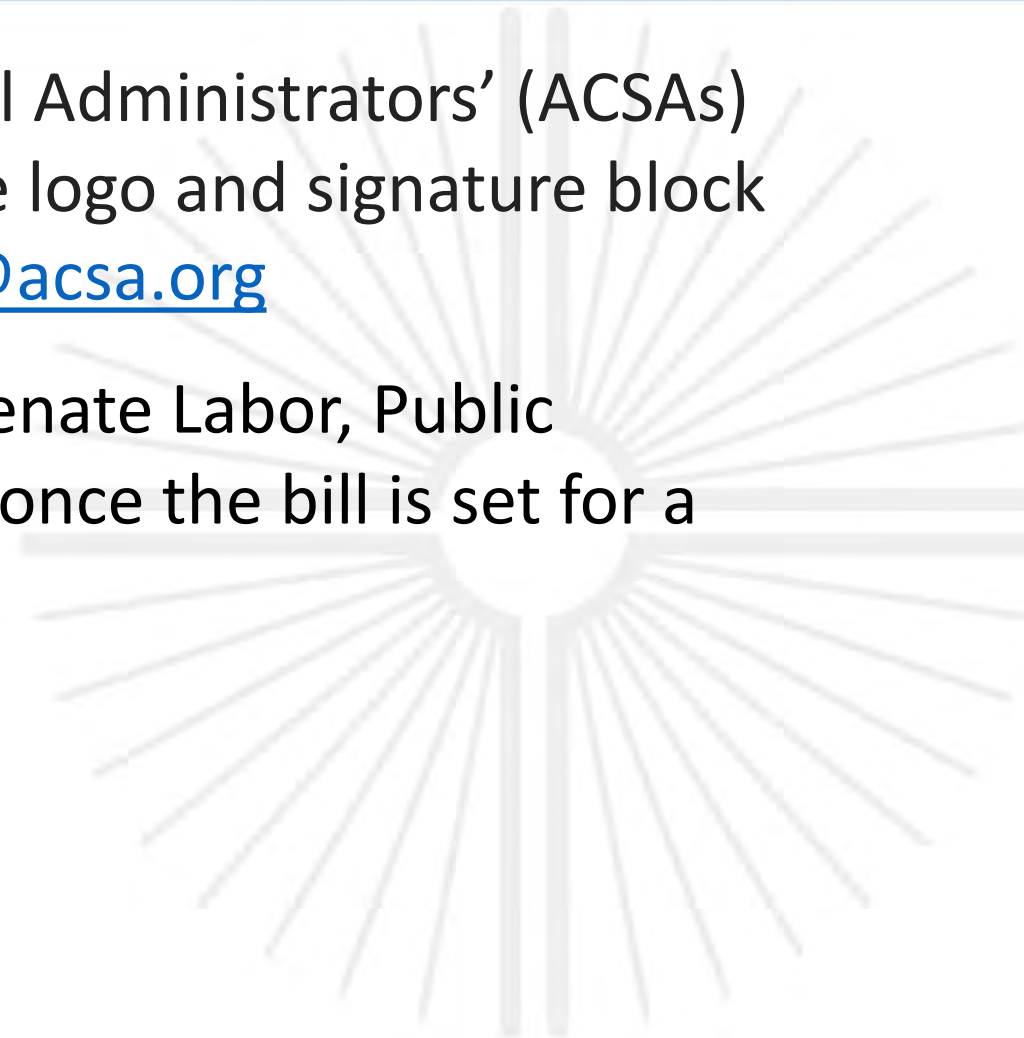 l Administrators’ (ACSAs)
e logo and signature block
@acsa.org
enate Labor, Public
once the bill is set for a